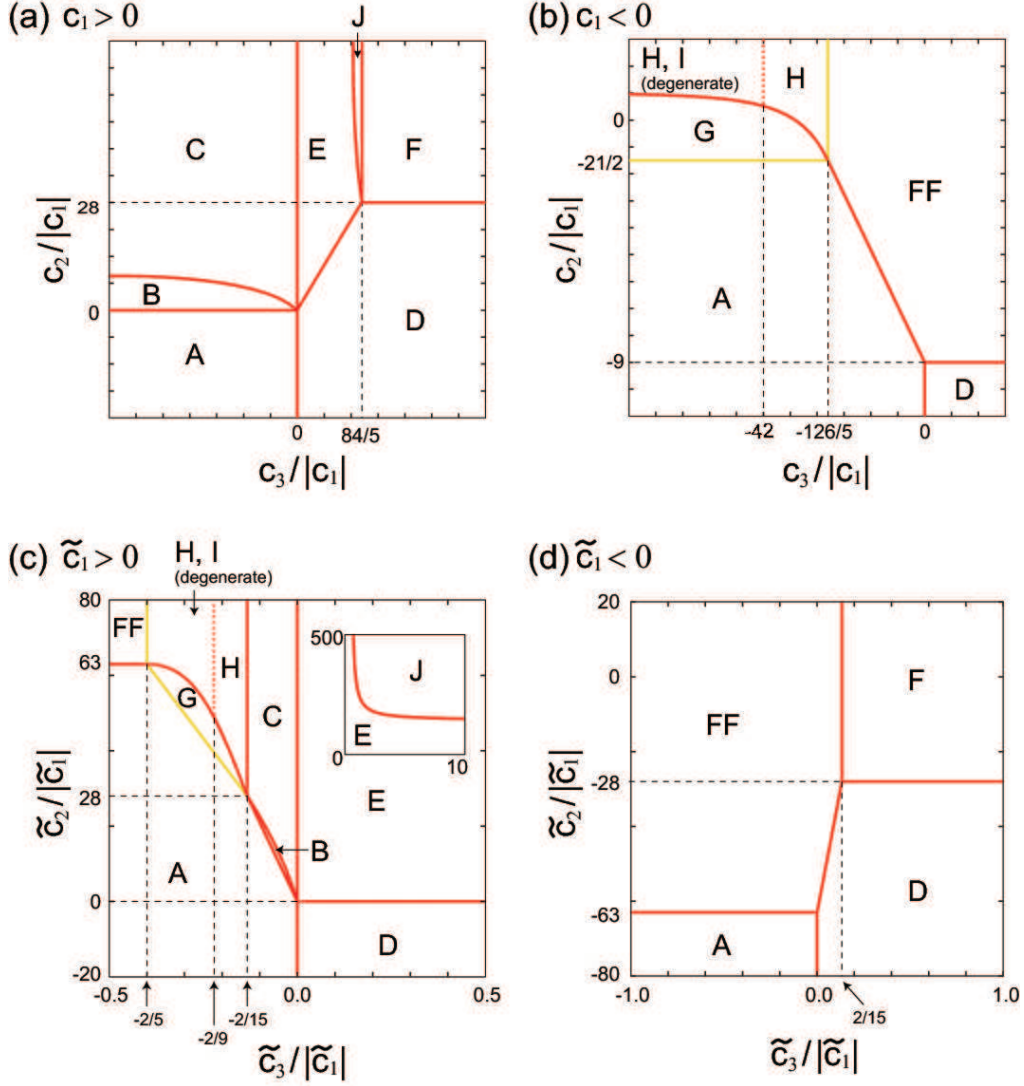 (a) c₁ > 0
J
C
E
F
28
B
0
A
D
0
84/5
c₂/|c₁|
c₃/|c₁|
(b) c₁ < 0
H, I
(degenerate)
H
0
G
-21/2
FF
A
-9
D
-42
-126/5
0
c₂/|c₁|
c₃/|c₁|
(c) c̃₁ > 0
H, I
(degenerate)
80
FF
63
H
G
C
500
J
E
0
10
E
28
B
A
0
D
-20
-0.5
0.0
0.5
-2/5
-2/15
-2/9
c̃₂/|c̃₁|
c̃₃/|c̃₁|
(d) c̃₁ < 0
20
0
F
FF
-28
D
-63
A
-80
-1.0
0.0
1.0
2/15
c̃₂/|c̃₁|
c̃₃/|c̃₁|